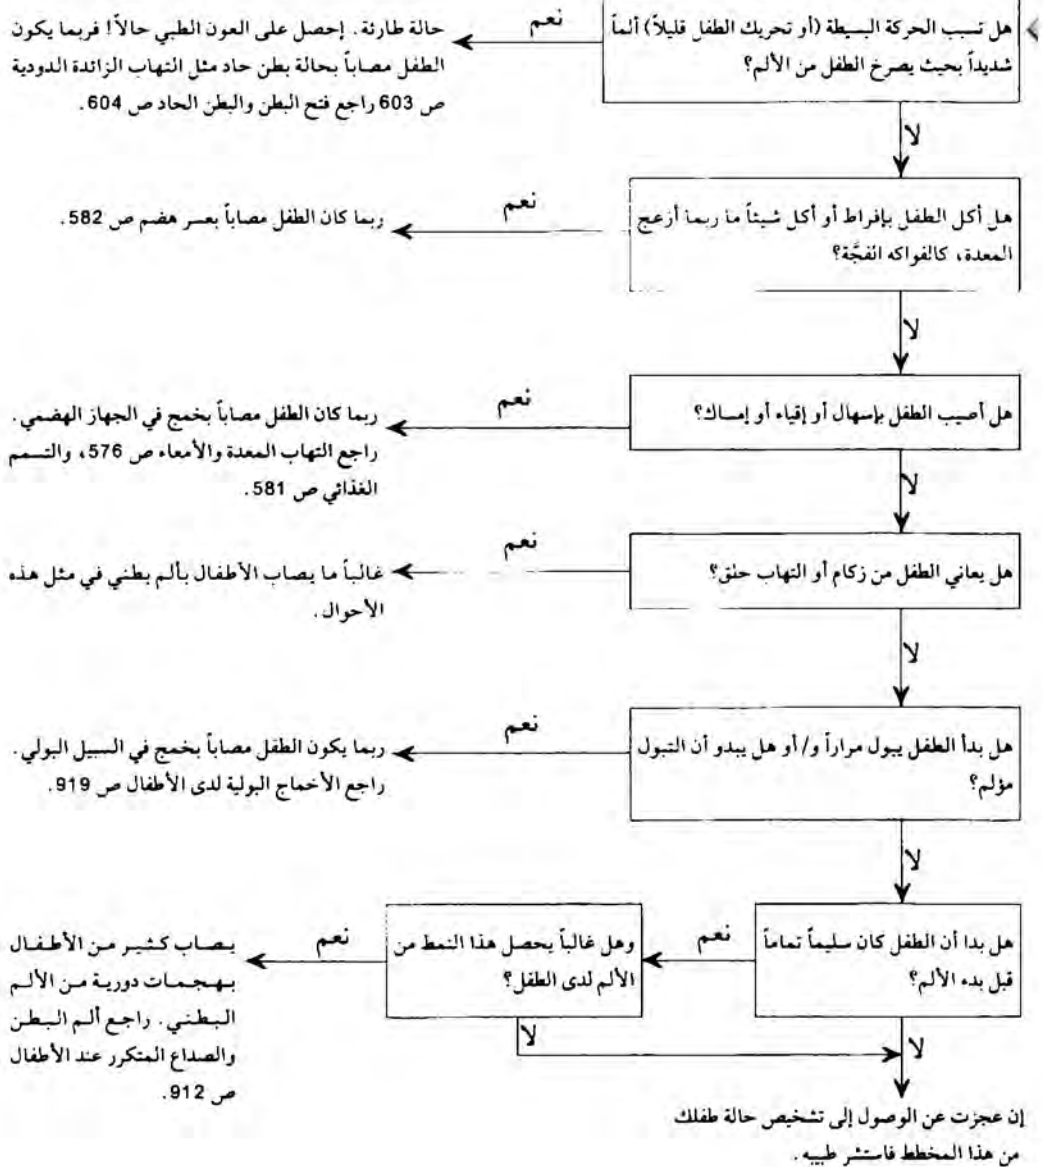 هل تسبب الحركة البسيطة (أو تحريك الطفل قليلاً) ألماً
شديداً بحيث يصرخ الطفل من الألم؟
نعم
حالة طارئة. إحصل على العون الطبي حالاً! فربما يكون
الطفل مصاباً بحالة بطن حاد مثل التهاب الزائدة الدودية
ص 603 راجع فتح البطن والبطن الحاد ص 604.
لا
هل أكل الطفل بإفراط أو أكل شيئاً ما ربما أزعج
المعدة، كالفواكه الفجَّة؟
نعم
ربما كان الطفل مصاباً بعسر هضم ص 582.
لا
هل أصيب الطفل بإسهال أو إقياء أو إمساك؟
نعم
ربما كان الطفل مصاباً بخمج في الجهاز الهضمي.
راجع التهاب المعدة والأمعاء ص 576، والتسمم
الغذائي ص 581.
لا
هل يعاني الطفل من زكام أو التهاب حلق؟
نعم
غالباً ما يصاب الأطفال بألم بطني في مثل هذه
الأحوال.
لا
هل بدأ الطفل يبول مراراً و/أو هل يبدو أن التبول
مؤلم؟
نعم
ربما يكون الطفل مصاباً بخمج في السبيل البولي.
راجع الأخماج البولية لدى الأطفال ص 919.
لا
هل بدا أن الطفل كان سليماً تماماً
قبل بدء الألم؟
نعم
وهل غالباً يحصل هذا النمط من
الألم لدى الطفل؟
نعم
يصاب كثير من الأطفال
بهجمات دورية من الألم
البطني. راجع ألم البطن
والصداع المتكرر عند الأطفال
ص 912.
لا
لا
إن عجزت عن الوصول إلى تشخيص حالة طفلك
من هذا المخطط فاستشر طبيبه.